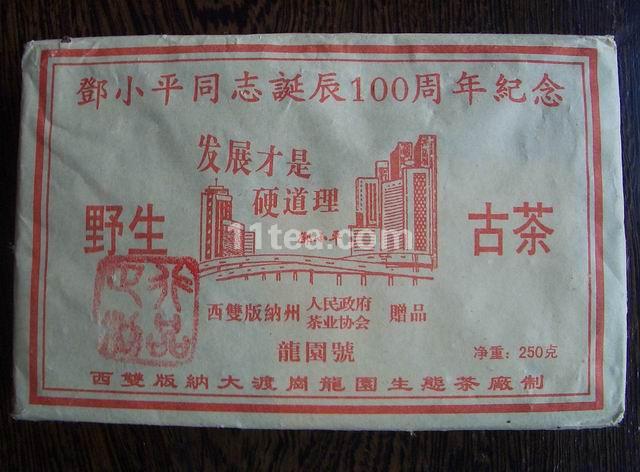 鄧小平同志誕辰100周年紀念
发展才是
硬道理
野生
古茶
11tea.com
西雙版納州 人民政府 茶业协会 贈品
龍園號
净重：250克
西雙版納大渡崗龍園生態茶廠制